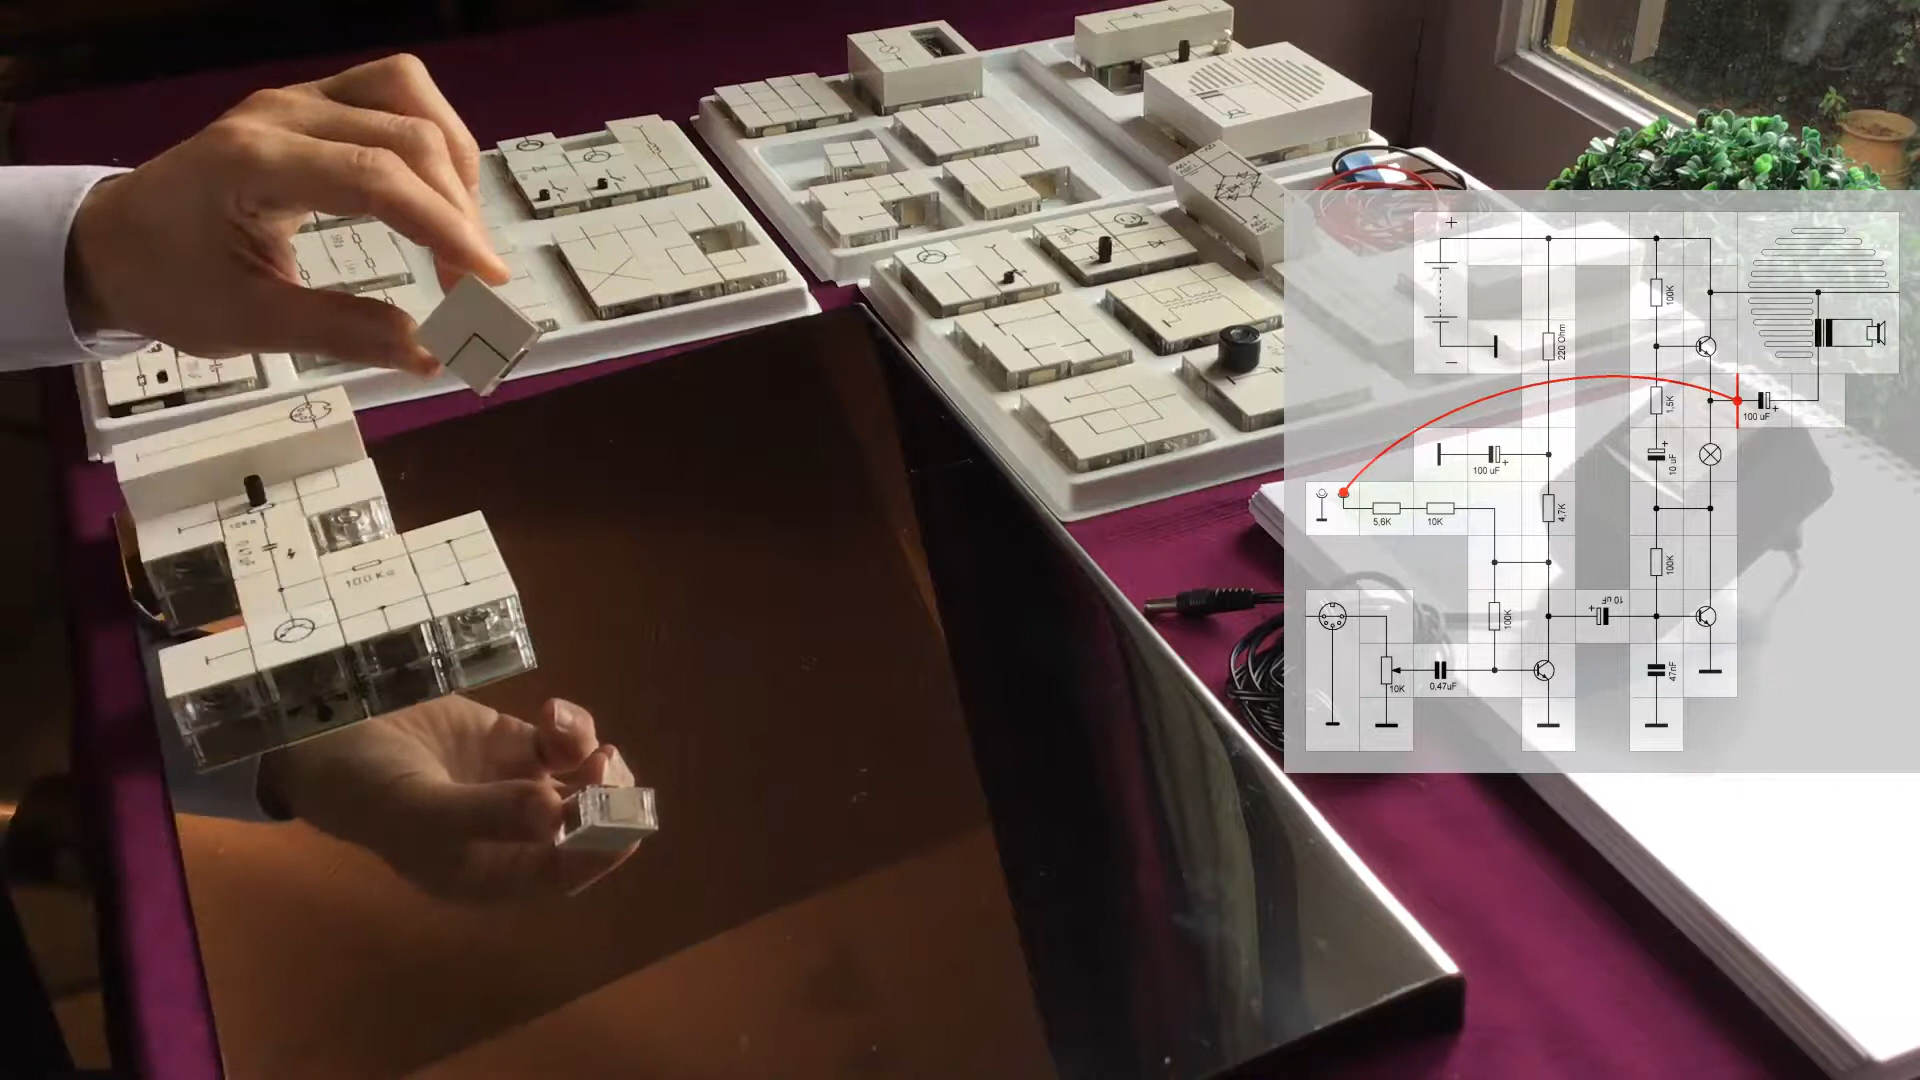 +
100K
220 Ohm
−
1,5K
100 uF
+
+
10 uF
100 uF
+
5,6K
10K
4,7K
100K
10 uF
+
100K
10K
0,47uF
47nF
10K Ω
100 K Ω